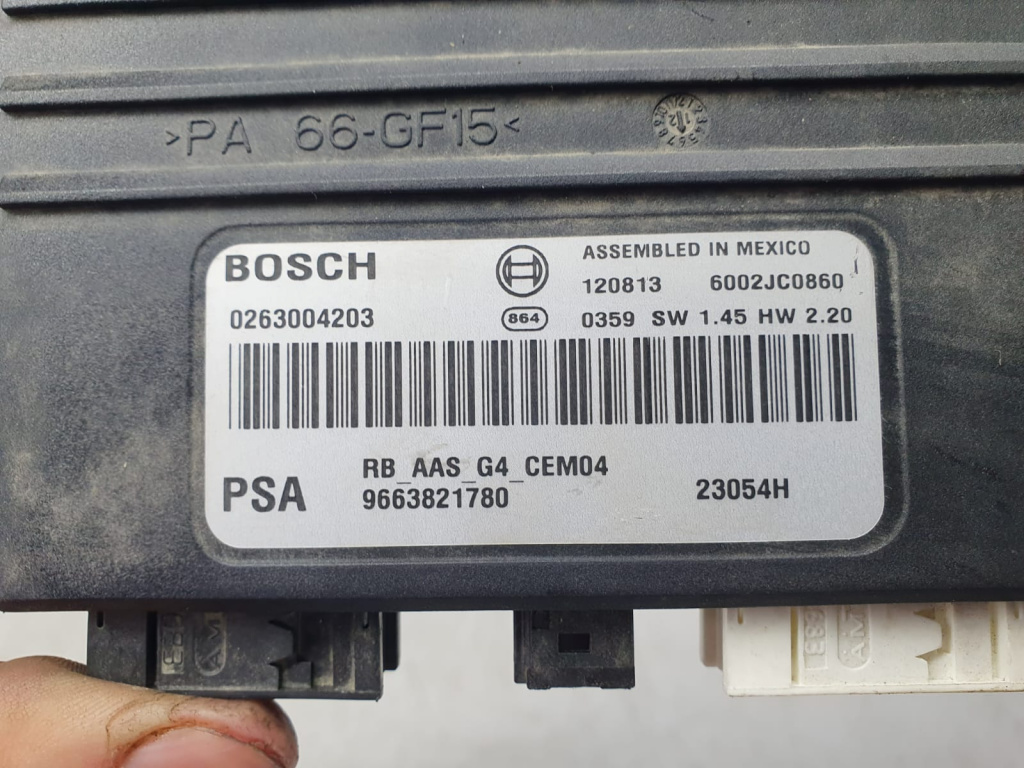 >PA 66-GF15<
BOSCH
ASSEMBLED IN MEXICO
120813 6002JC0860
0263004203
864
0359 SW 1.45 HW 2.20
RB_AAS_G4_CEM04
PSA
9663821780
23054H